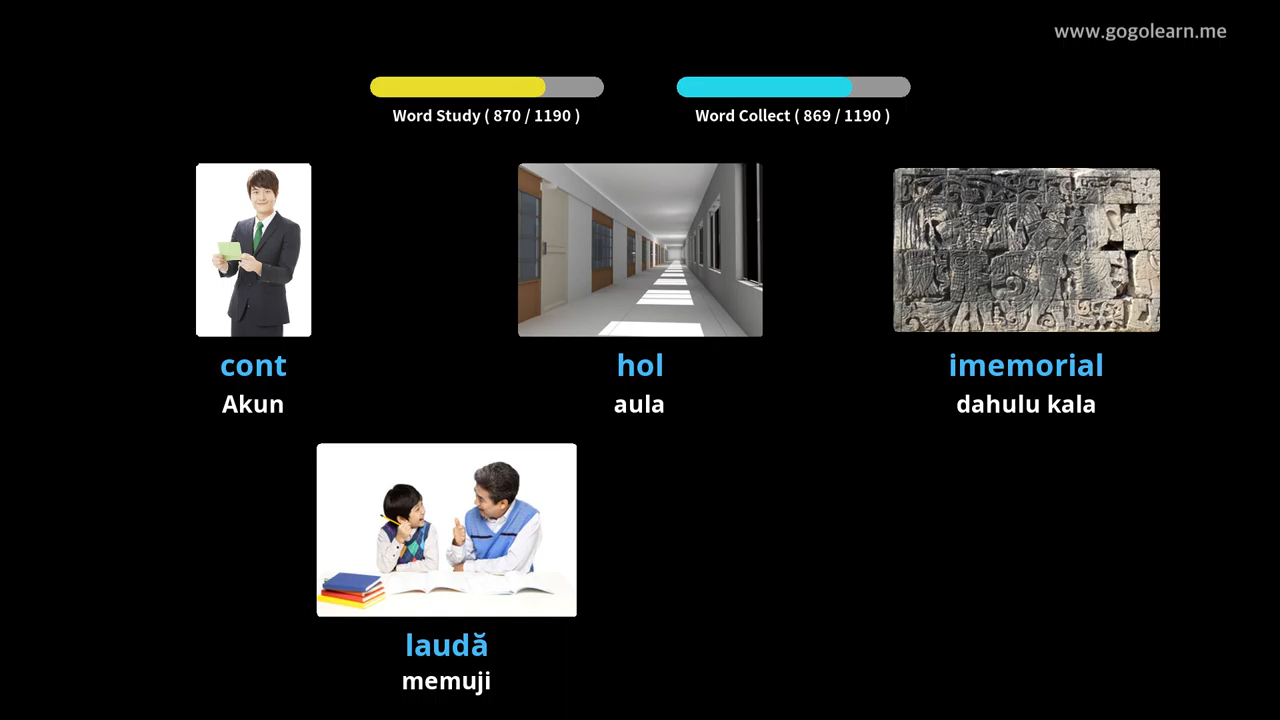 www.gogolearn.me
Word Study ( 870 / 1190 )
Word Collect ( 869 / 1190 )
cont
Akun
hol
aula
imemorial
dahulu kala
laudă
memuji